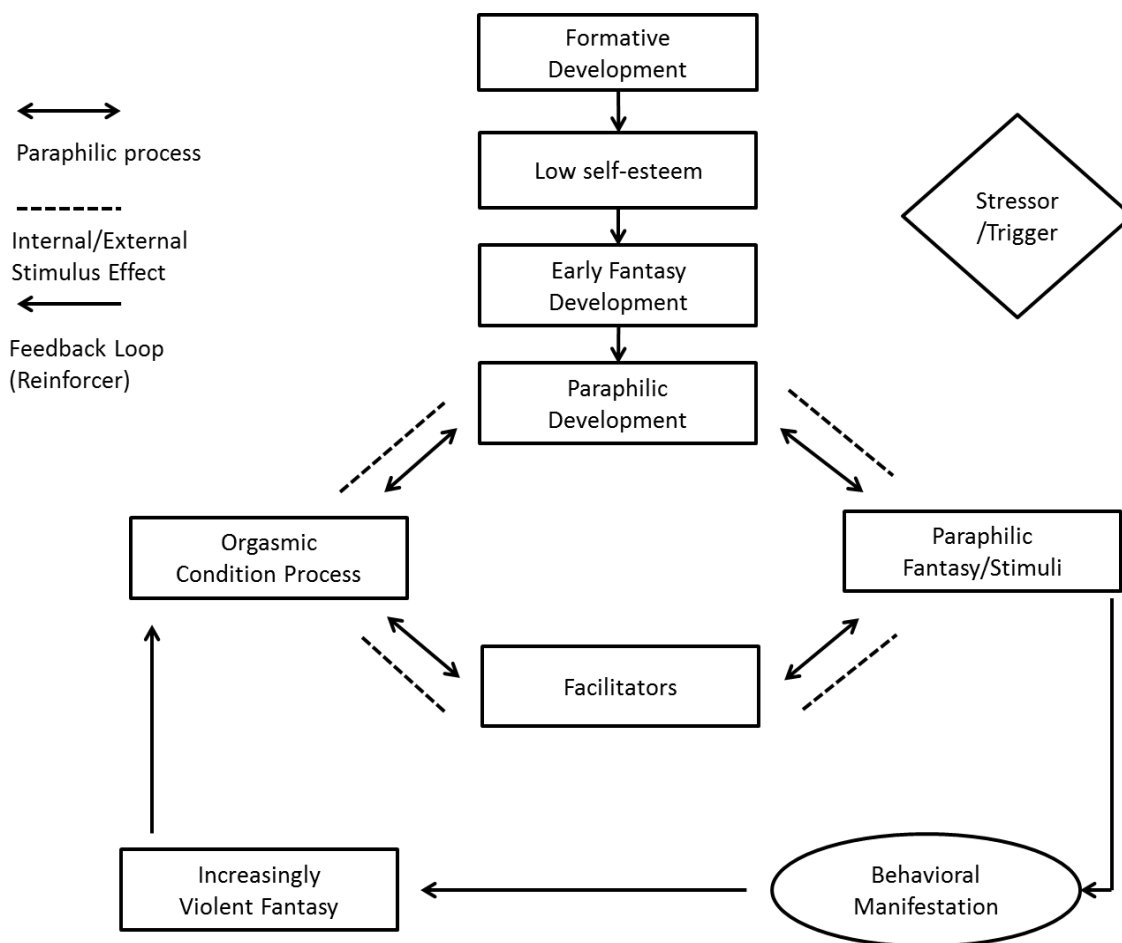 Formative
Development
Paraphilic process
Low self-esteem
Stressor
/Trigger
Internal/External
Stimulus Effect
Early Fantasy
Development
Feedback Loop
(Reinforcer)
Paraphilic
Development
Orgasmic
Condition Process
Paraphilic
Fantasy/Stimuli
Facilitators
Increasingly
Violent Fantasy
Behavioral
Manifestation